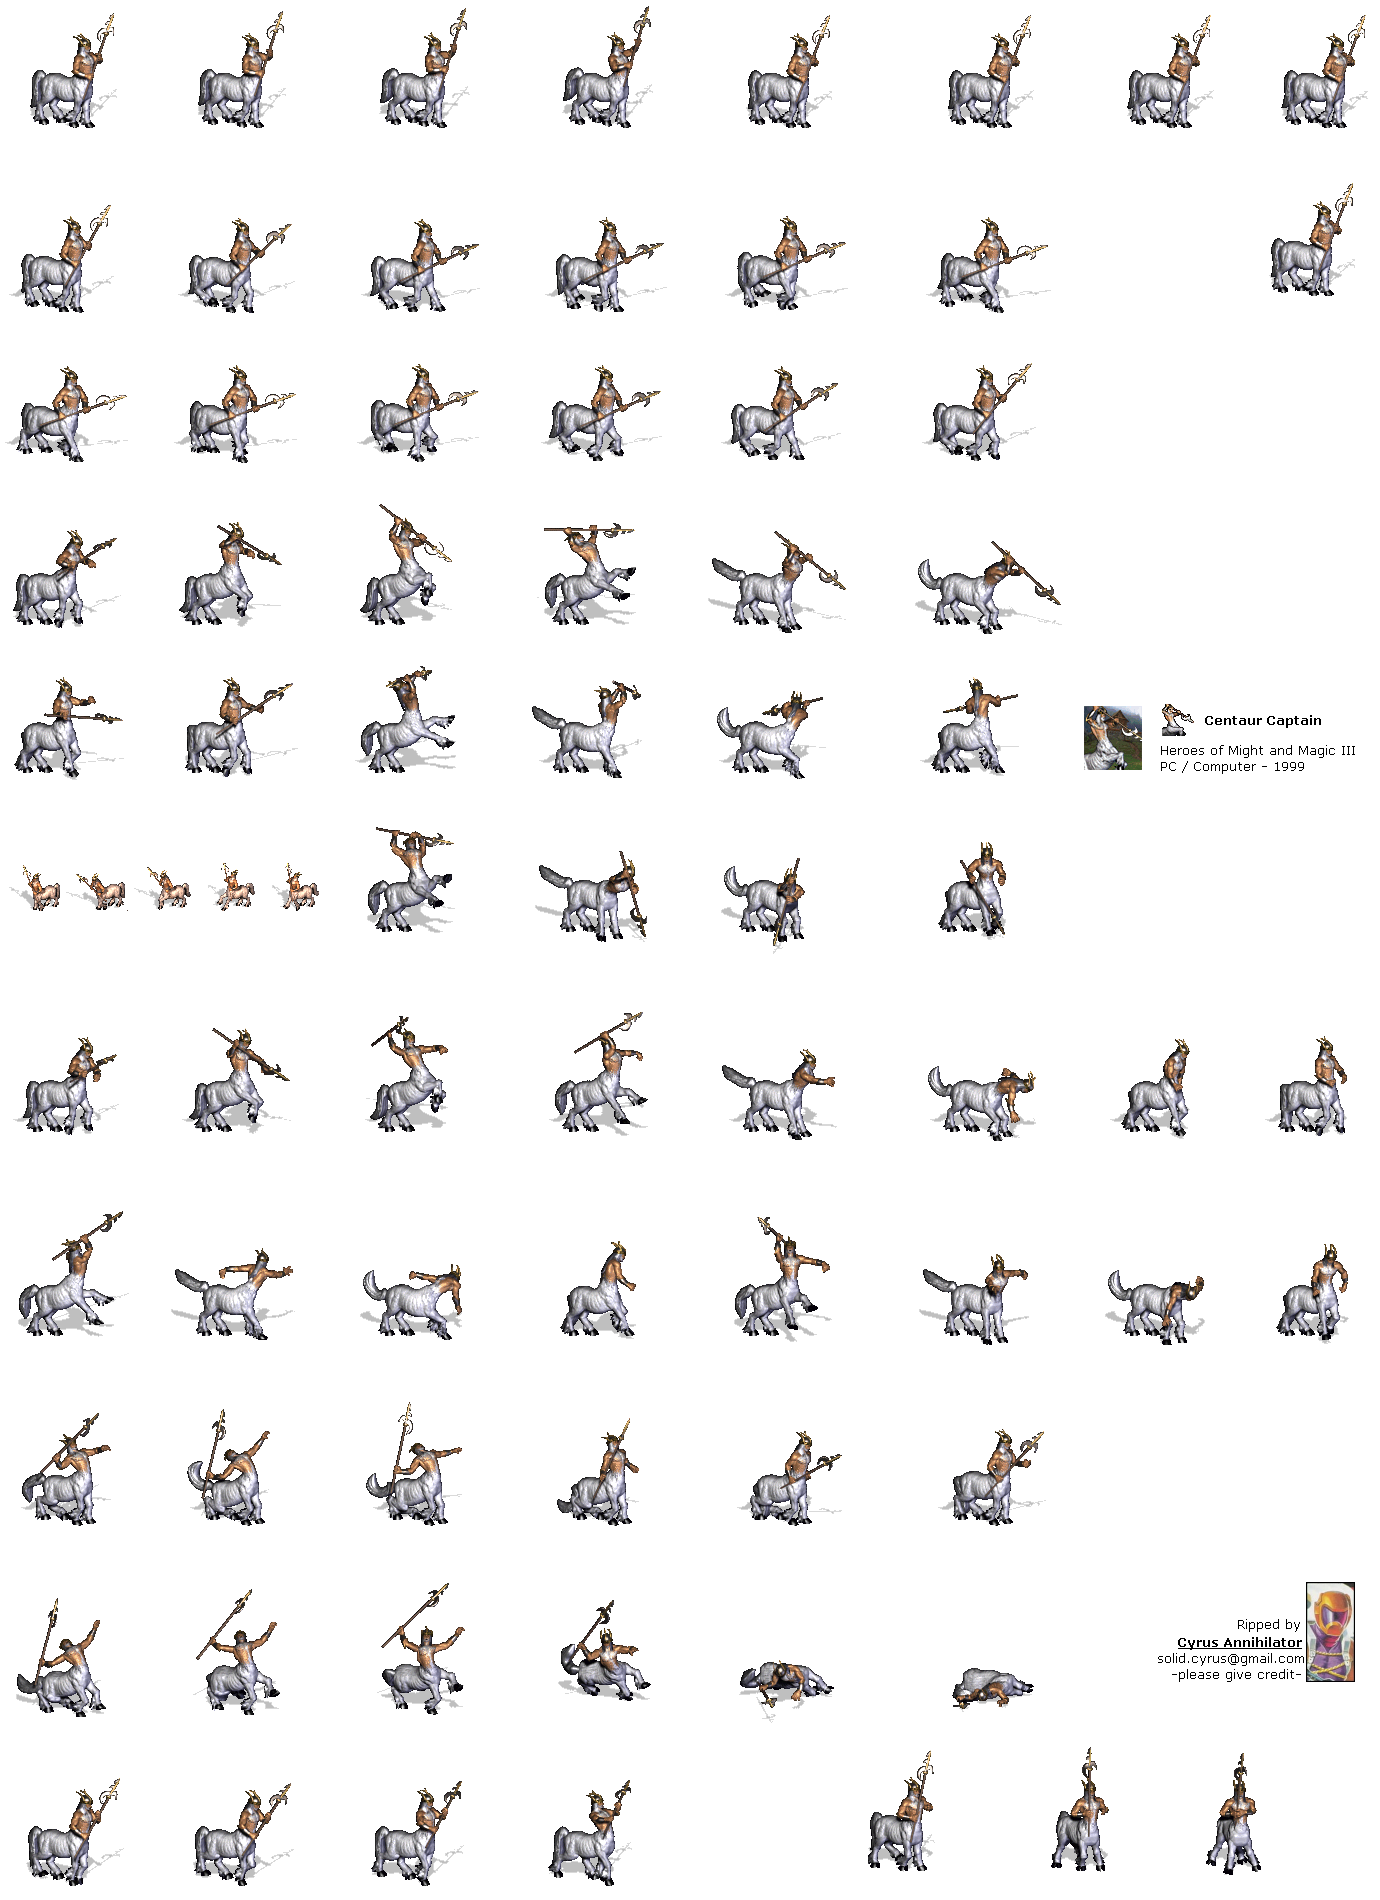 Centaur Captain
Heroes of Might and Magic III
PC / Computer - 1999
Ripped by
Cyrus Annihilator
solid.cyrus@gmail.com
-please give credit-